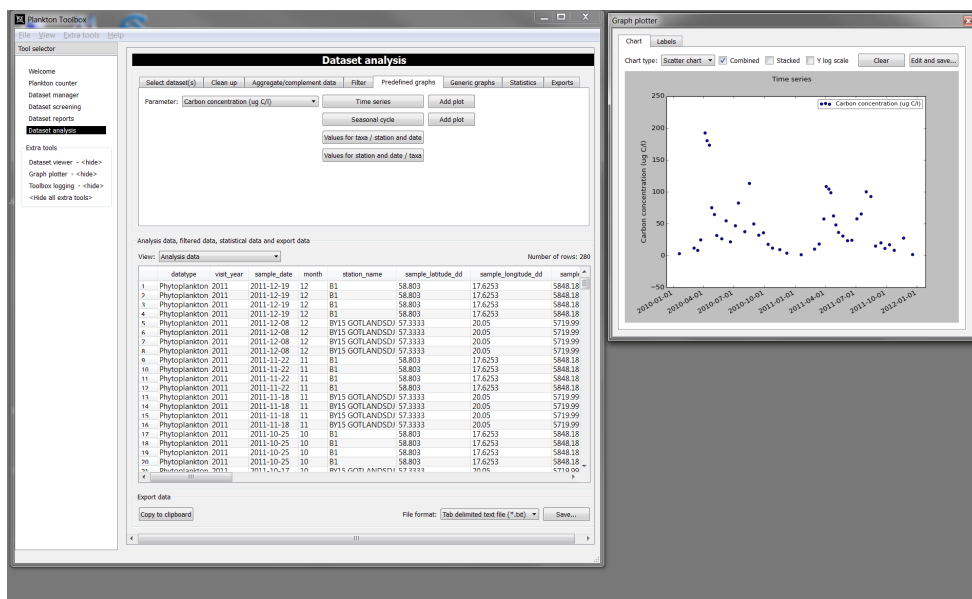 Plankton Toolbox
File View Extra tools Help
Tool selector
Welcome
Plankton counter
Dataset manager
Dataset screening
Dataset reports
Dataset analysis
Extra tools
Dataset viewer - <hide>
Graph plotter - <hide>
Toolbox logging - <hide>
<Hide all extra tools>
Dataset analysis
Select dataset(s) Clean up Aggregate/complement data Filter Predefined graphs Generic graphs Statistics Exports
Parameter: Carbon concentration (ug C/l) Time series Add plot
Seasonal cycle Add plot
Values for taxa / station and date
Values for station and date / taxa
Analysis data, filtered data, statistical data and export data
View: Analysis data Number of rows: 280
datatype visit_year sample_date month station_name sample_latitude_dd sample_longitude_dd sampl
1 Phytoplankton 2011 2011-12-19 12 B1 58.803 17.6253 5848.18
2 Phytoplankton 2011 2011-12-19 12 B1 58.803 17.6253 5848.18
3 Phytoplankton 2011 2011-12-19 12 B1 58.803 17.6253 5848.18
4 Phytoplankton 2011 2011-12-19 12 B1 58.803 17.6253 5848.18
5 Phytoplankton 2011 2011-12-08 12 BY15 GOTLANDSDJ 57.3333 20.05 5719.99
6 Phytoplankton 2011 2011-12-08 12 BY15 GOTLANDSDJ 57.3333 20.05 5719.99
7 Phytoplankton 2011 2011-12-08 12 BY15 GOTLANDSDJ 57.3333 20.05 5719.99
8 Phytoplankton 2011 2011-12-08 12 BY15 GOTLANDSDJ 57.3333 20.05 5719.99
9 Phytoplankton 2011 2011-11-22 11 B1 58.803 17.6253 5848.18
10 Phytoplankton 2011 2011-11-22 11 B1 58.803 17.6253 5848.18
11 Phytoplankton 2011 2011-11-22 11 B1 58.803 17.6253 5848.18
12 Phytoplankton 2011 2011-11-22 11 B1 58.803 17.6253 5848.18
13 Phytoplankton 2011 2011-11-18 11 BY15 GOTLANDSDJ 57.3333 20.05 5719.99
14 Phytoplankton 2011 2011-11-18 11 BY15 GOTLANDSDJ 57.3333 20.05 5719.99
15 Phytoplankton 2011 2011-11-18 11 BY15 GOTLANDSDJ 57.3333 20.05 5719.99
16 Phytoplankton 2011 2011-11-18 11 BY15 GOTLANDSDJ 57.3333 20.05 5719.99
17 Phytoplankton 2011 2011-10-25 10 B1 58.803 17.6253 5848.18
18 Phytoplankton 2011 2011-10-25 10 B1 58.803 17.6253 5848.18
19 Phytoplankton 2011 2011-10-25 10 B1 58.803 17.6253 5848.18
20 Phytoplankton 2011 2011-10-25 10 B1 58.803 17.6253 5848.18
21 Phytoplankton 2011 2011-10-17 10 BY15 GOTLANDSDJ 57.3333 20.05 5719.99
Export data
Copy to clipboard File format: Tab delimited text file (*.txt) Save...
Graph plotter
Chart Labels
Chart type: Scatter chart Combined Stacked Y log scale Clear Edit and save...
Time series
Carbon concentration (ug C/l)
Carbon concentration (ug C/l)
250
200
150
100
50
0
−50
2010-01-01 2010-04-01 2010-07-01 2010-10-01 2011-01-01 2011-04-01 2011-07-01 2011-10-01 2012-01-01